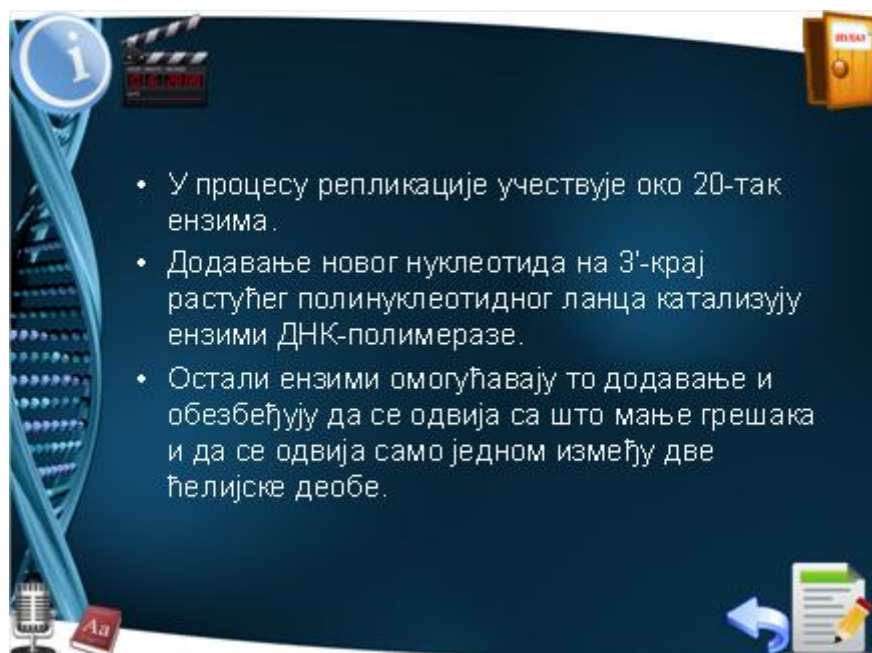 • У процесу репликације учествује око 20-так
ензима.
• Додавање новог нуклеотида на 3'-крај
растућег полинуклеотидног ланца катализују
ензими ДНК-полимеразе.
• Остали ензими омогућавају то додавање и
обезбеђују да се одвија са што мање грешака
и да се одвија само једном између две
ћелијске деобе.
Aa